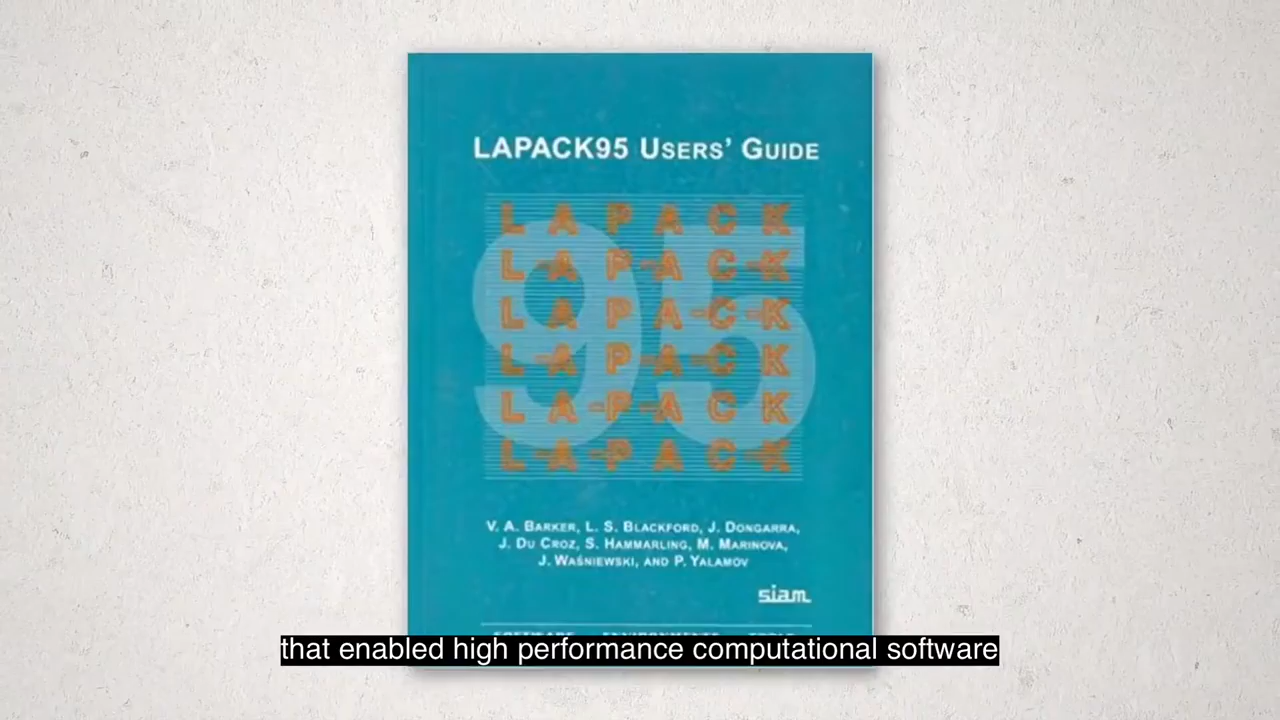 LAPACK95 USERS' GUIDE
L A P A C K
L -A P -A C -K
L A P A -C -K
L -A P -A -C K
L A -P -A C K
L -A -P A C -K
95
V. A. BARKER, L. S. BLACKFORD, J. DONGARRA,
J. DU CROZ, S. HAMMARLING, M. MARINOVA,
J. WAŚNIEWSKI, AND P. YALAMOV
siam
that enabled high performance computational software